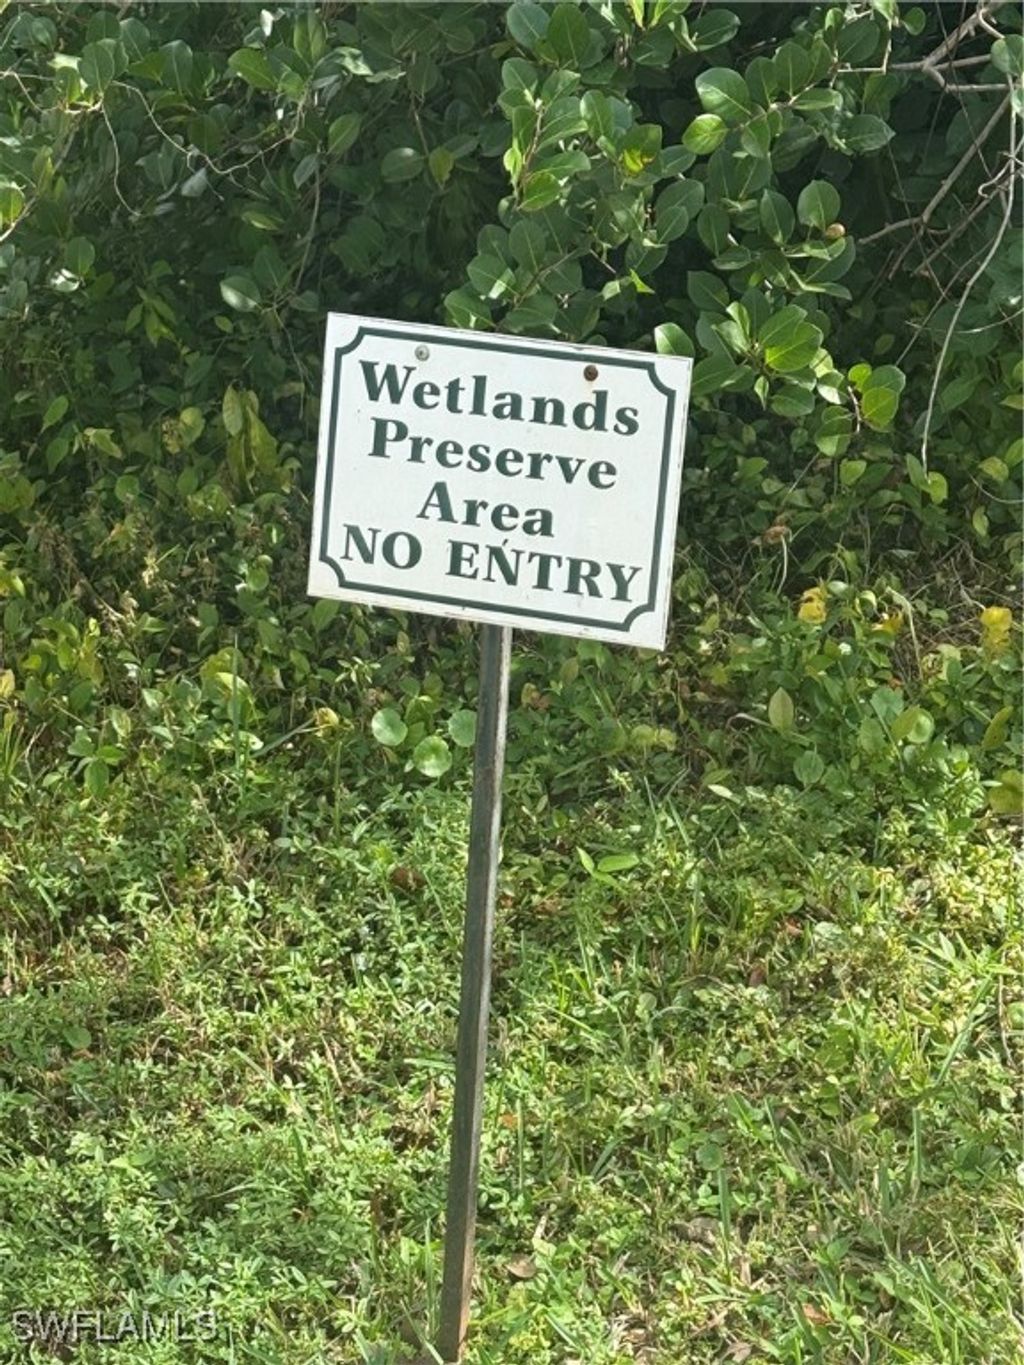 Wetlands
Preserve
Area
NO ENTRY
SWFLAMLS